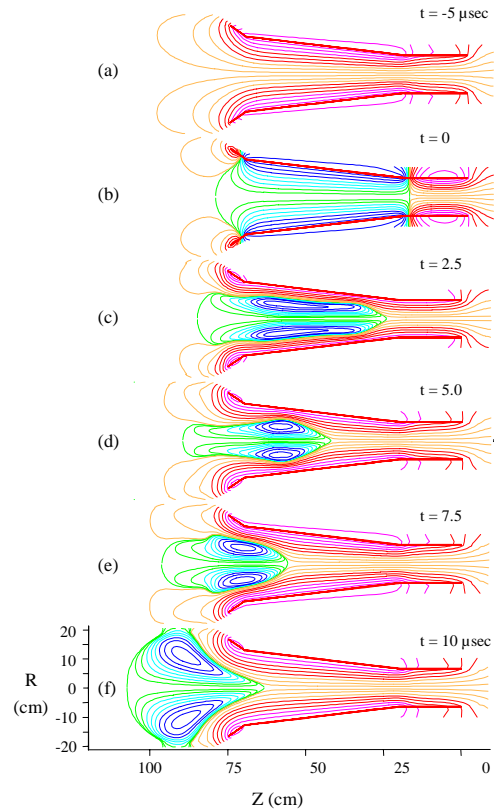 t = -5 µsec
(a)
t = 0
(b)
t = 2.5
(c)
t = 5.0
(d)
t = 7.5
(e)
t = 10 µsec
20
10
R
0
(f)
(cm)
-10
-20
100
75
50
25
0
Z (cm)